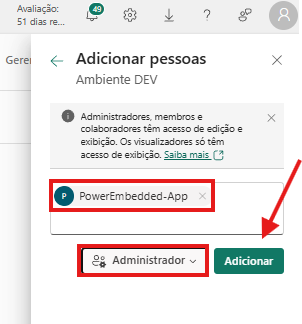 Avaliação:
51 dias re...
49
Geren
Adicionar pessoas
Ambiente DEV
Administradores, membros e
colaboradores têm acesso de edição e
exibição. Os visualizadores só têm
acesso de exibição. Saiba mais
P PowerEmbedded-App
Administrador
Adicionar